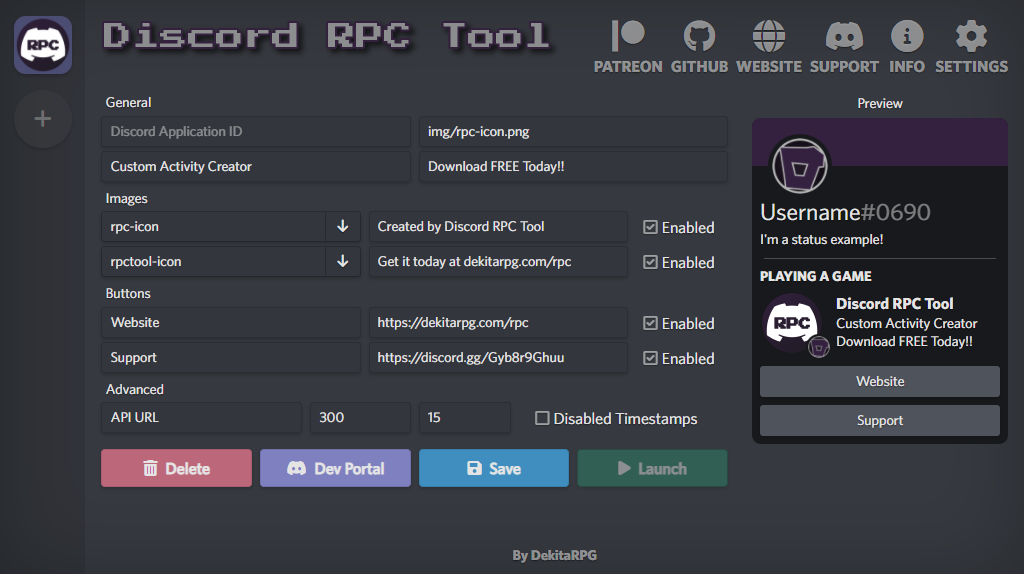 RPC
Discord RPC Tool
PATREON GITHUB WEBSITE SUPPORT INFO SETTINGS
General
Discord Application ID img/rpc-icon.png
Custom Activity Creator Download FREE Today!!
Images
rpc-icon Created by Discord RPC Tool Enabled
rpctool-icon Get it today at dekitarpg.com/rpc Enabled
Buttons
Website https://dekitarpg.com/rpc Enabled
Support https://discord.gg/Gyb8r9Ghuu Enabled
Advanced
API URL 300 15 Disabled Timestamps
Delete Dev Portal Save Launch
Preview
Username#0690
I'm a status example!
PLAYING A GAME
RPC
Discord RPC Tool
Custom Activity Creator
Download FREE Today!!
Website
Support
By DekitaRPG